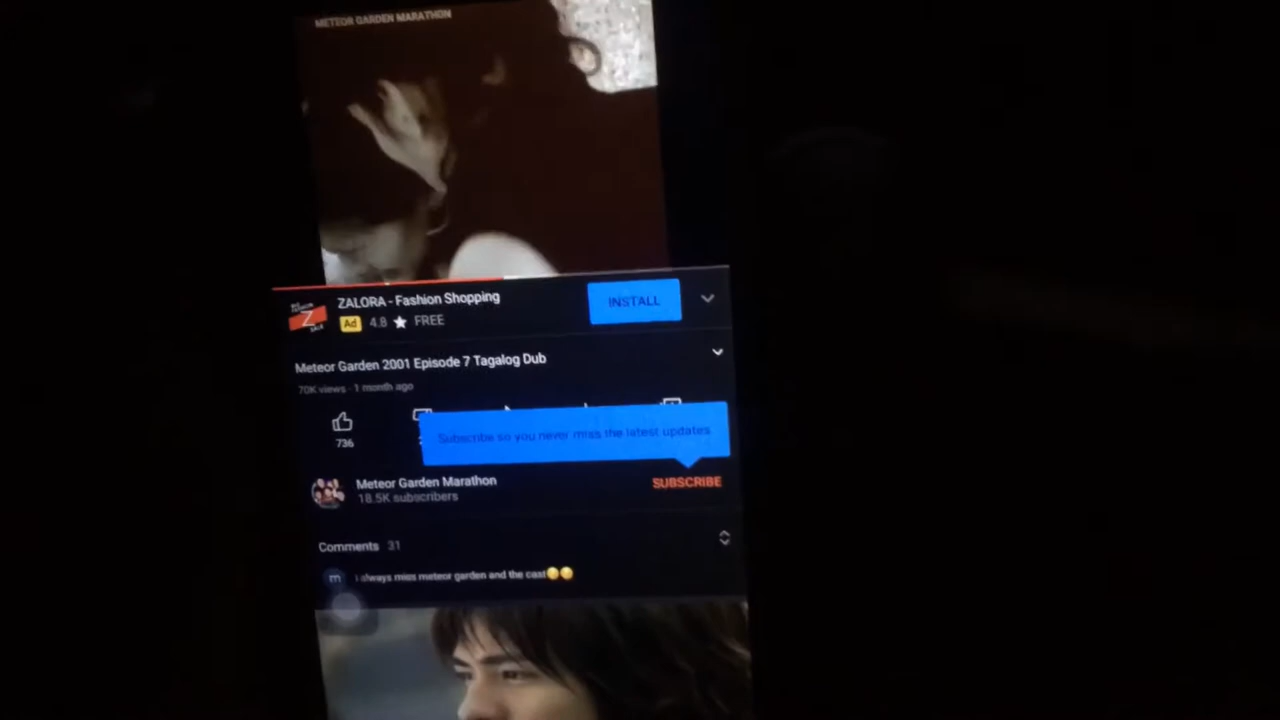 METEOR GARDEN MARATHON
ZALORA - Fashion Shopping
Z
SALE
INSTALL
Ad 4.8 ★ FREE
Meteor Garden 2001 Episode 7 Tagalog Dub
70K views · 1 month ago
736
Subscribe so you never miss the latest updates
Meteor Garden Marathon
18.5K subscribers
SUBSCRIBE
Comments 31
m
I always miss meteor garden and the cast